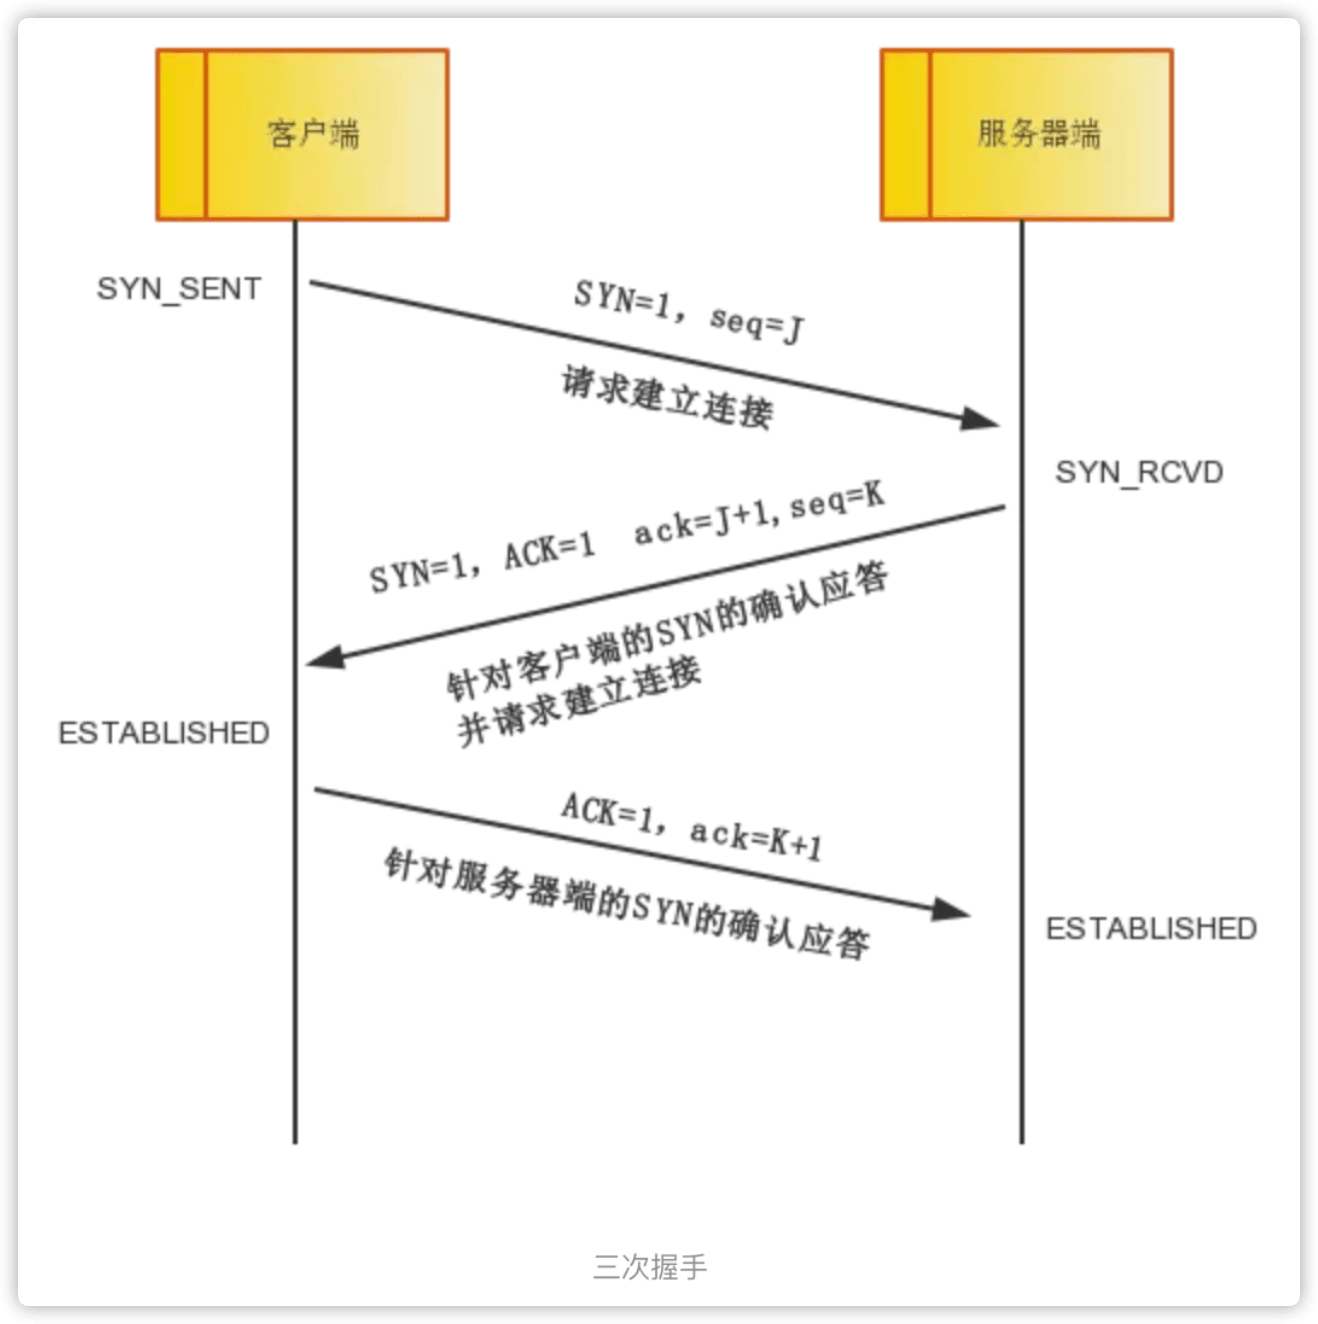 客户端
服务器端
SYN_SENT
SYN=1, seq=J
请求建立连接
SYN_RCVD
SYN=1, ACK=1 ack=J+1,seq=K
针对客户端的SYN的确认应答
并请求建立连接
ESTABLISHED
ACK=1, ack=K+1
针对服务器端的SYN的确认应答
ESTABLISHED
三次握手